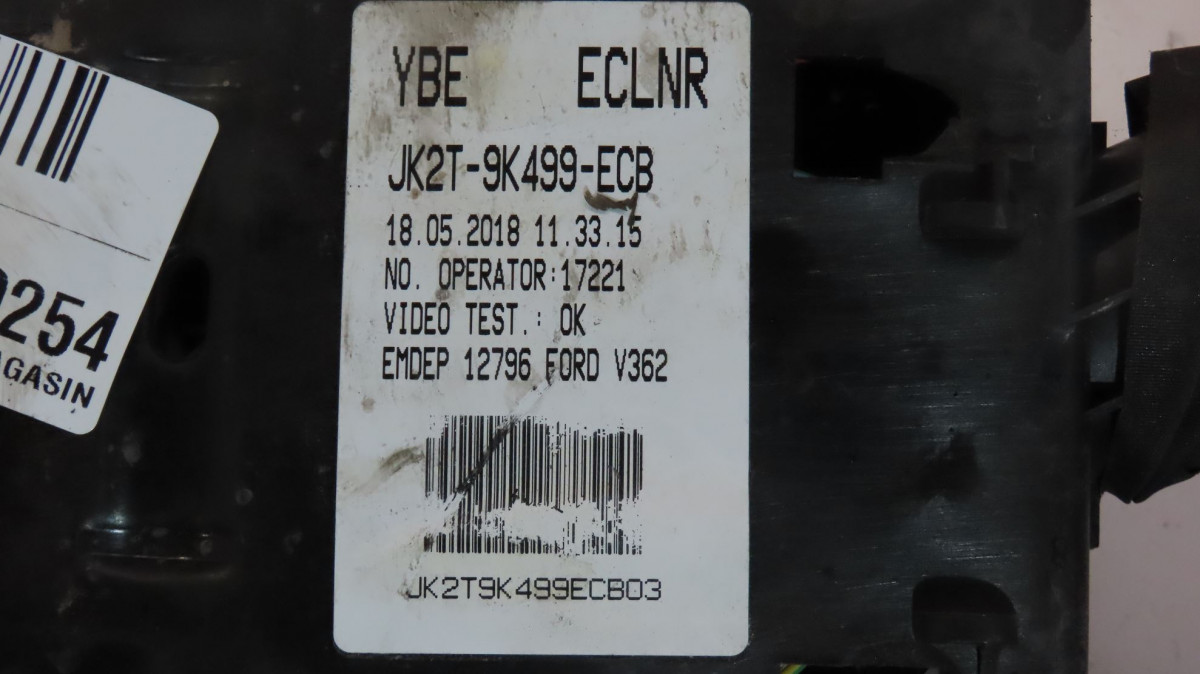 YBE ECLNR
JK2T-9K499-ECB
18.05.2018 11.33.15
NO. OPERATOR:17221
VIDEO TEST.: OK
EMDEP 12796 FORD V362
JK2T9K499ECB03
254
GASIN